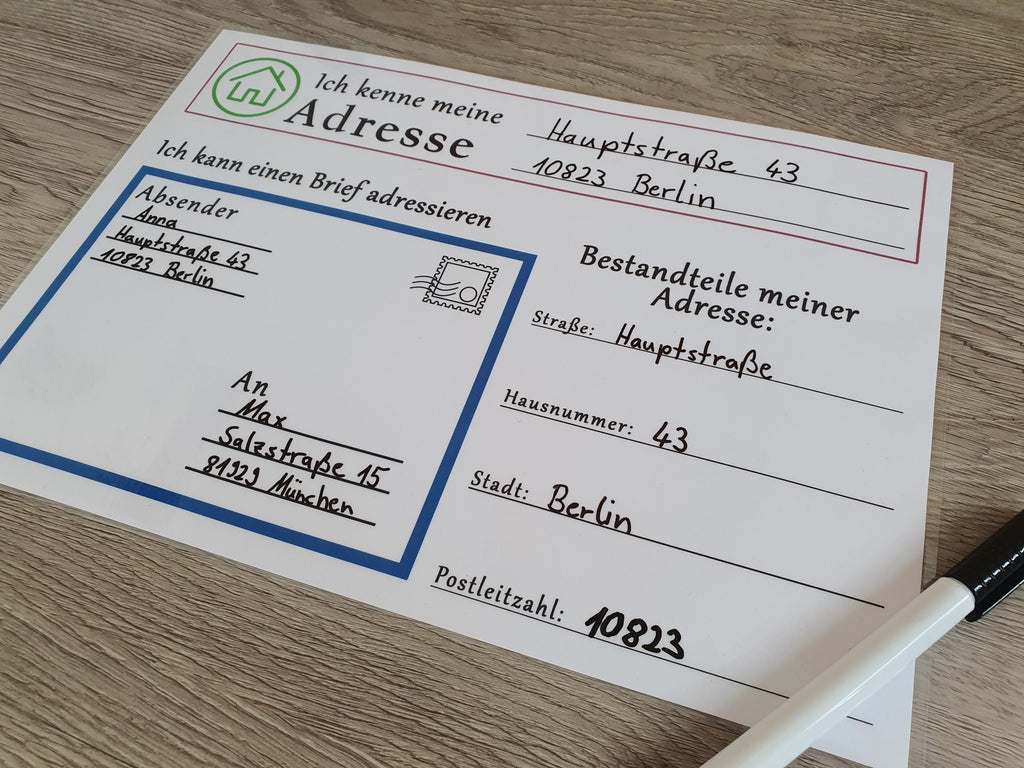 Ich kenne meine
Adresse
Hauptstraße 43
10823 Berlin
Ich kann einen Brief adressieren
Absender
Anna
Hauptstraße 43
10823 Berlin
An
Max
Salzstraße 15
81929 München
Bestandteile meiner
Adresse:
Straße: Hauptstraße
Hausnummer: 43
Stadt: Berlin
Postleitzahl: 10823